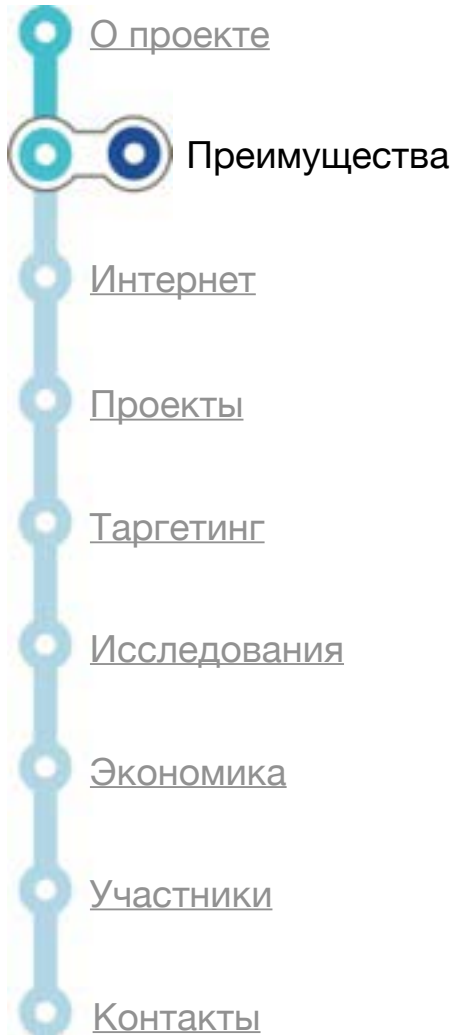 О проекте
Преимущества
Интернет
Проекты
Таргетинг
Исследования
Экономика
Участники
Контакты